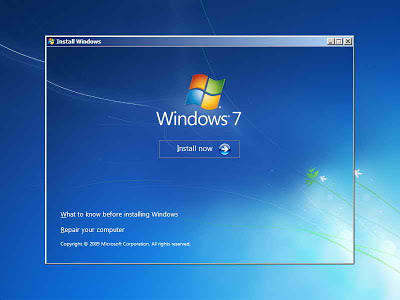 Install Windows
Windows® 7
Install now
What to know before installing Windows
Repair your computer
Copyright © 2009 Microsoft Corporation. All rights reserved.